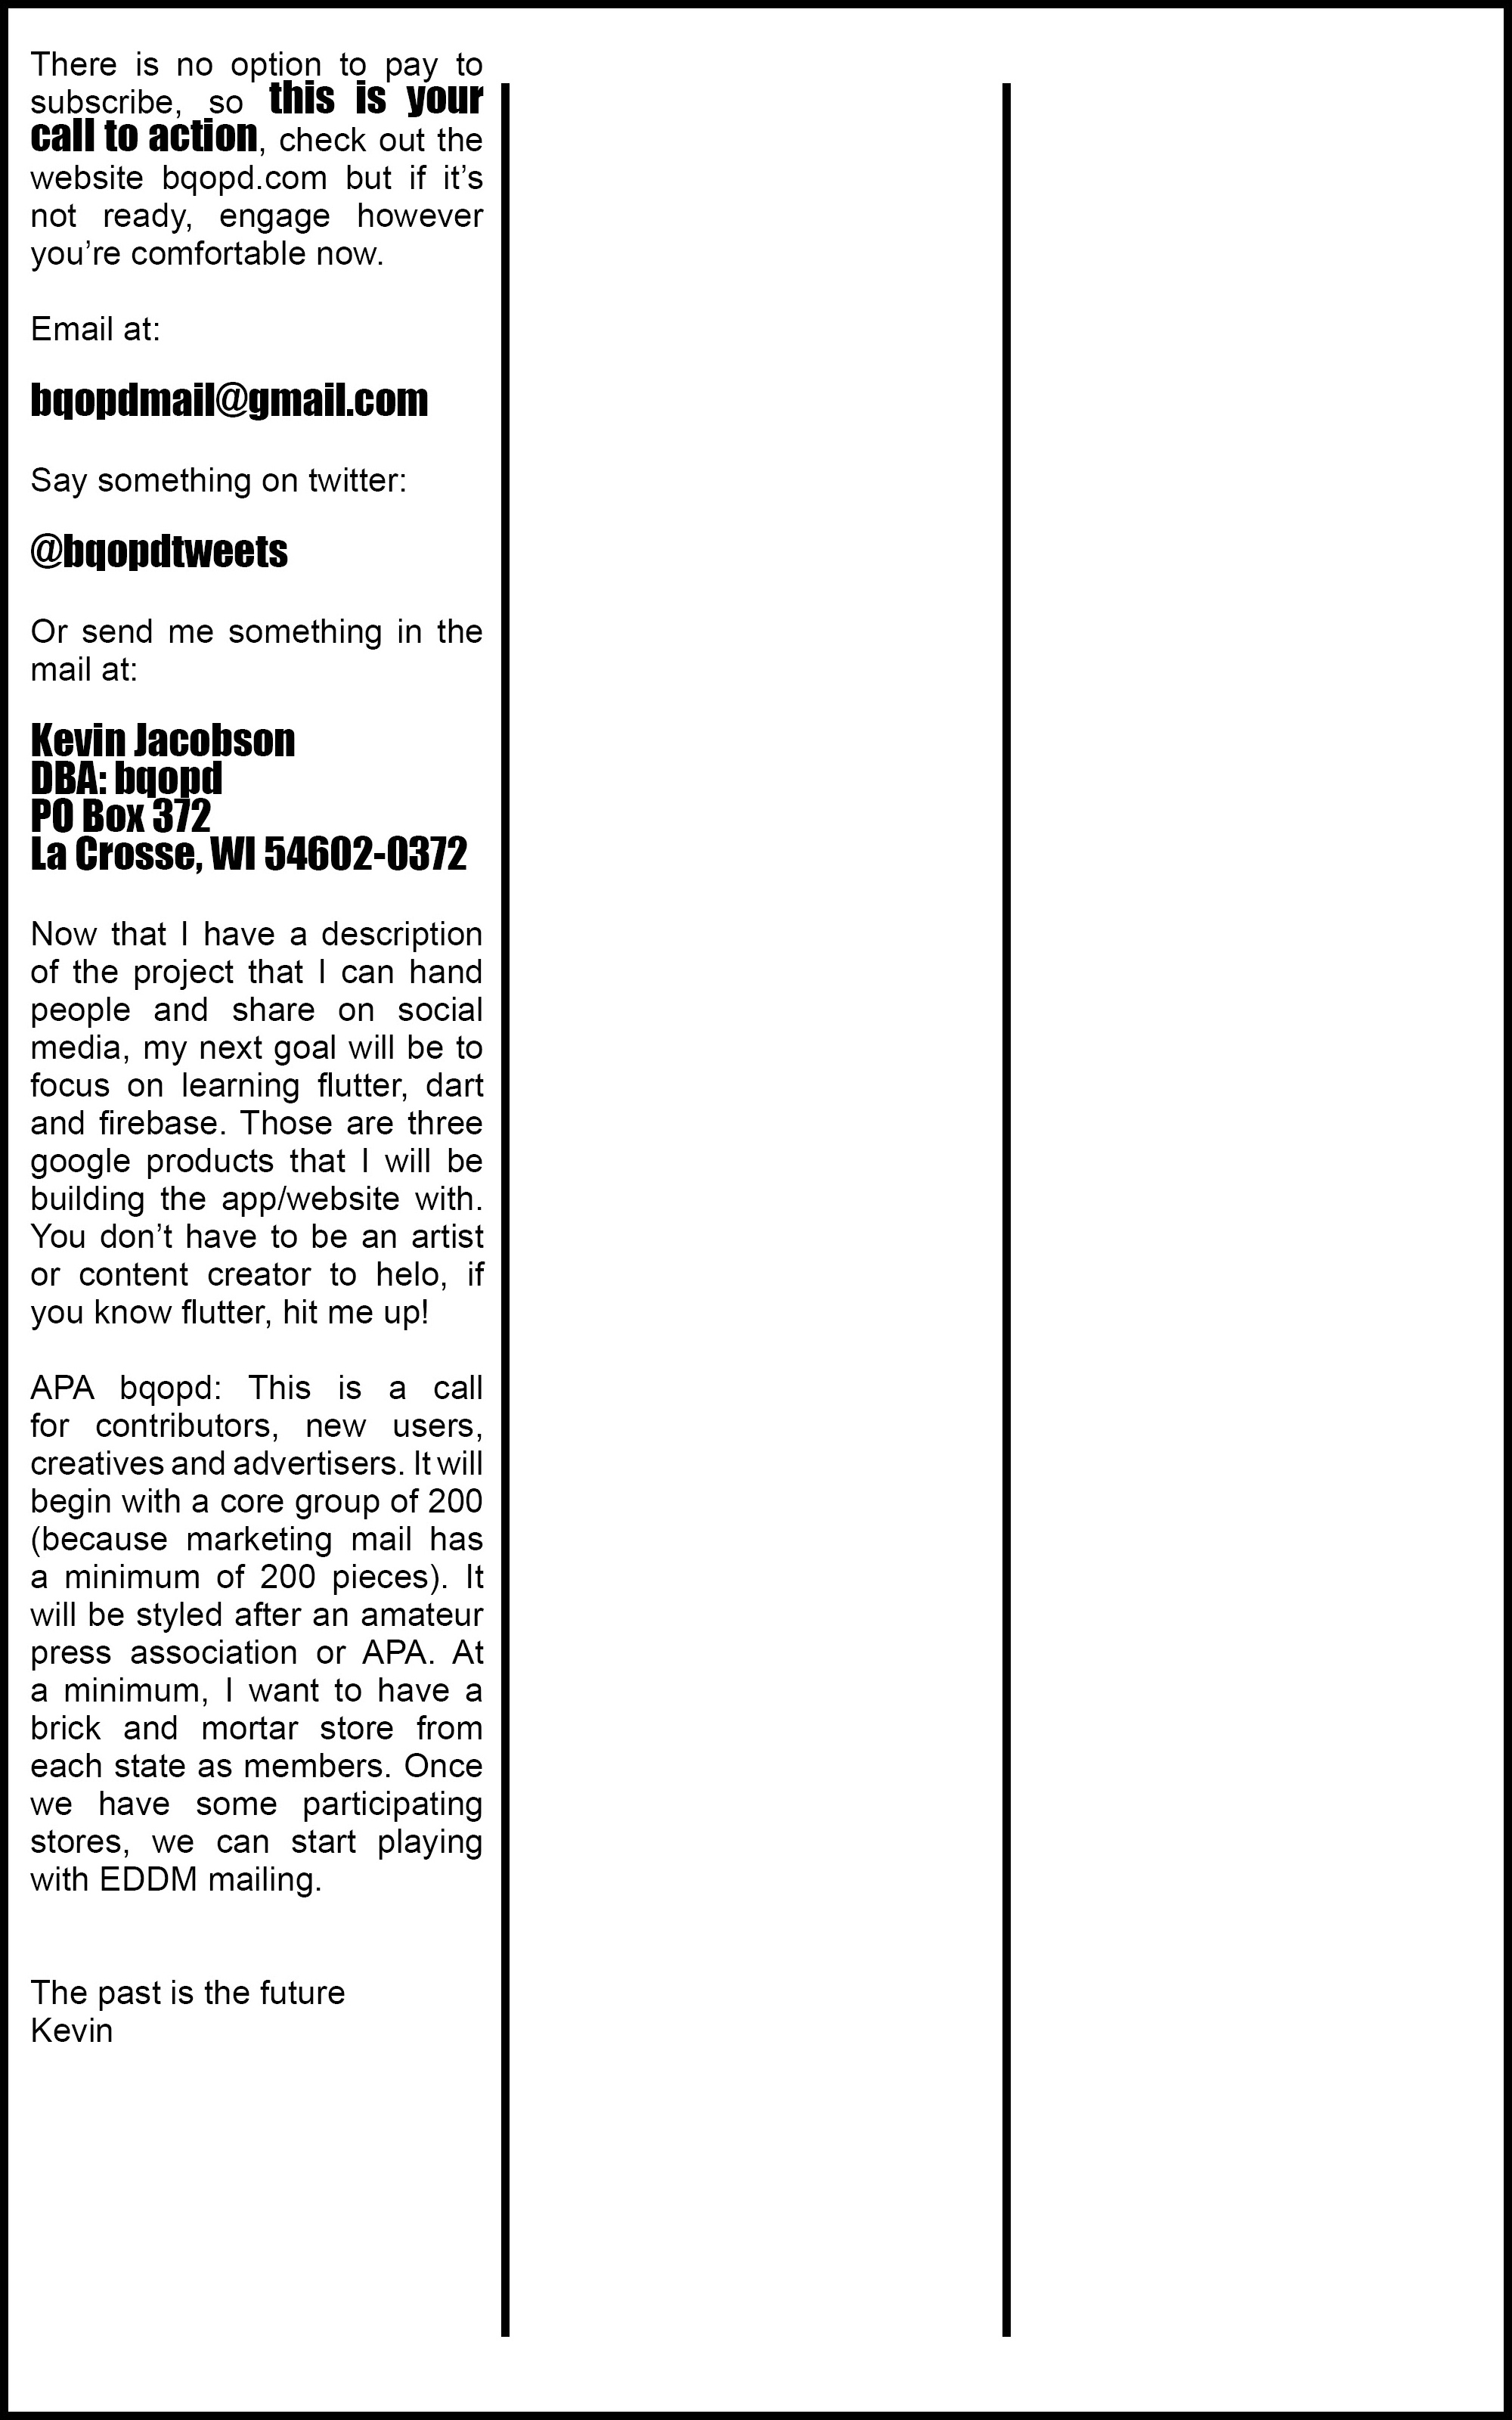 There is no option to pay to
subscribe, so this is your
call to action, check out the
website bqopd.com but if it’s
not ready, engage however
you’re comfortable now.
Email at:
bqopdmail@gmail.com
Say something on twitter:
@bqopdtweets
Or send me something in the
mail at:
Kevin Jacobson
DBA: bqopd
PO Box 372
La Crosse, WI 54602-0372
Now that I have a description
of the project that I can hand
people and share on social
media, my next goal will be to
focus on learning flutter, dart
and firebase. Those are three
google products that I will be
building the app/website with.
You don’t have to be an artist
or content creator to helo, if
you know flutter, hit me up!
APA bqopd: This is a call
for contributors, new users,
creatives and advertisers. It will
begin with a core group of 200
(because marketing mail has
a minimum of 200 pieces). It
will be styled after an amateur
press association or APA. At
a minimum, I want to have a
brick and mortar store from
each state as members. Once
we have some participating
stores, we can start playing
with EDDM mailing.
The past is the future
Kevin